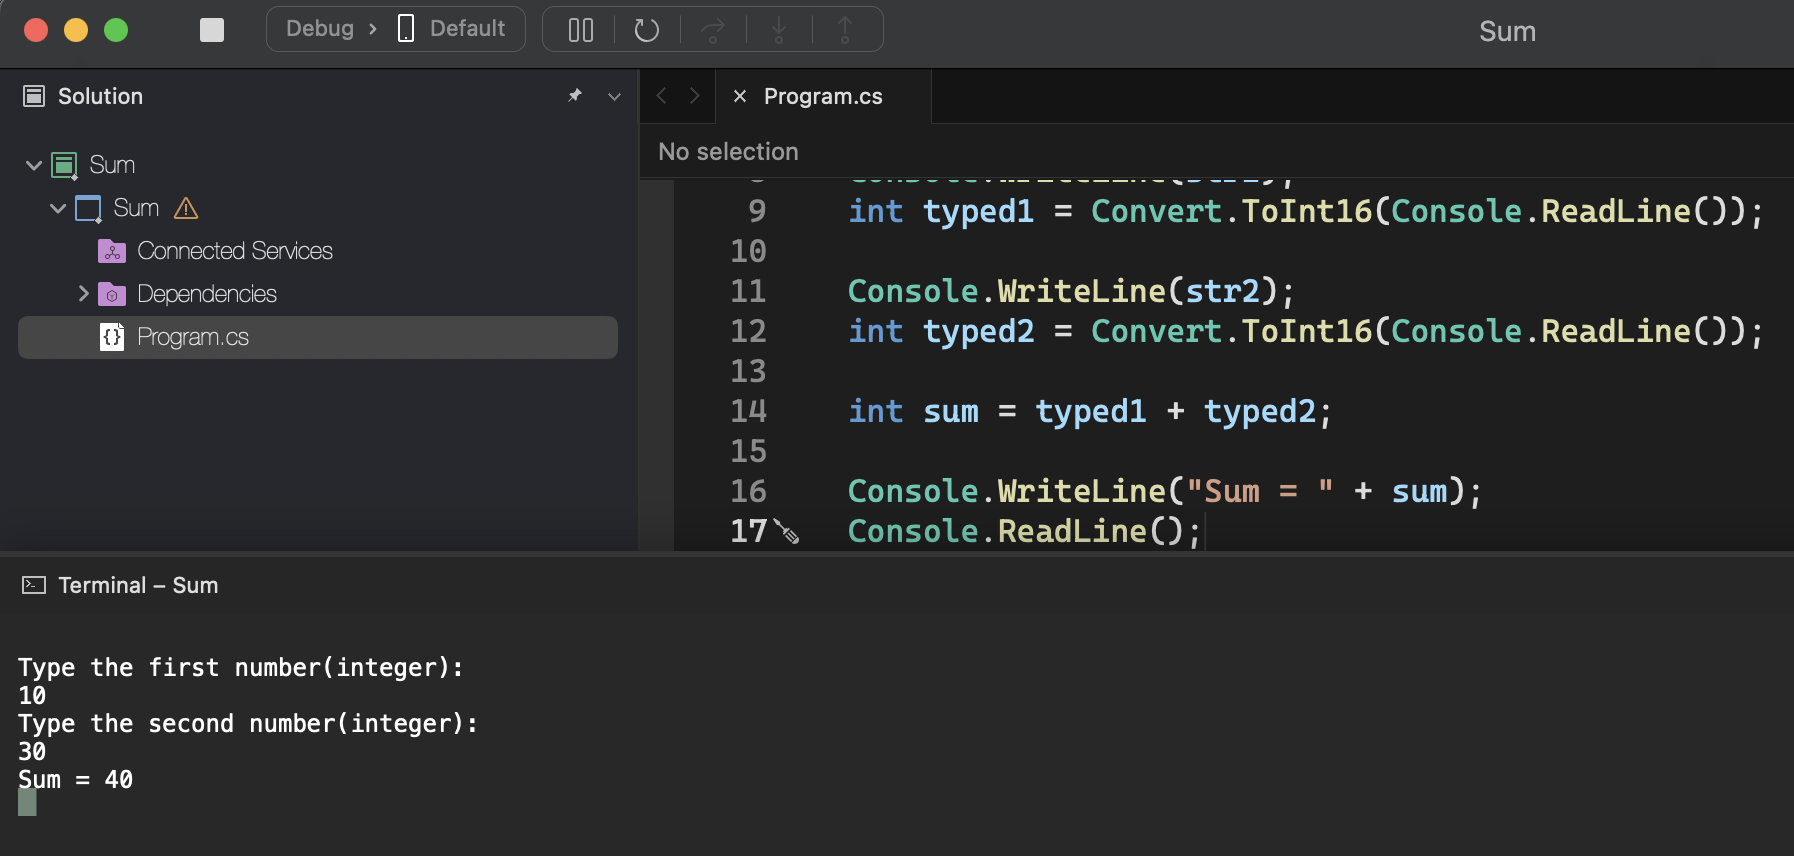 Debug > Default
Sum
Solution
Program.cs
No selection
Sum
Sum
Connected Services
Dependencies
Program.cs
9 int typed1 = Convert.ToInt16(Console.ReadLine());
10
11 Console.WriteLine(str2);
12 int typed2 = Convert.ToInt16(Console.ReadLine());
13
14 int sum = typed1 + typed2;
15
16 Console.WriteLine("Sum = " + sum);
17 Console.ReadLine();
Terminal – Sum
Type the first number(integer):
10
Type the second number(integer):
30
Sum = 40